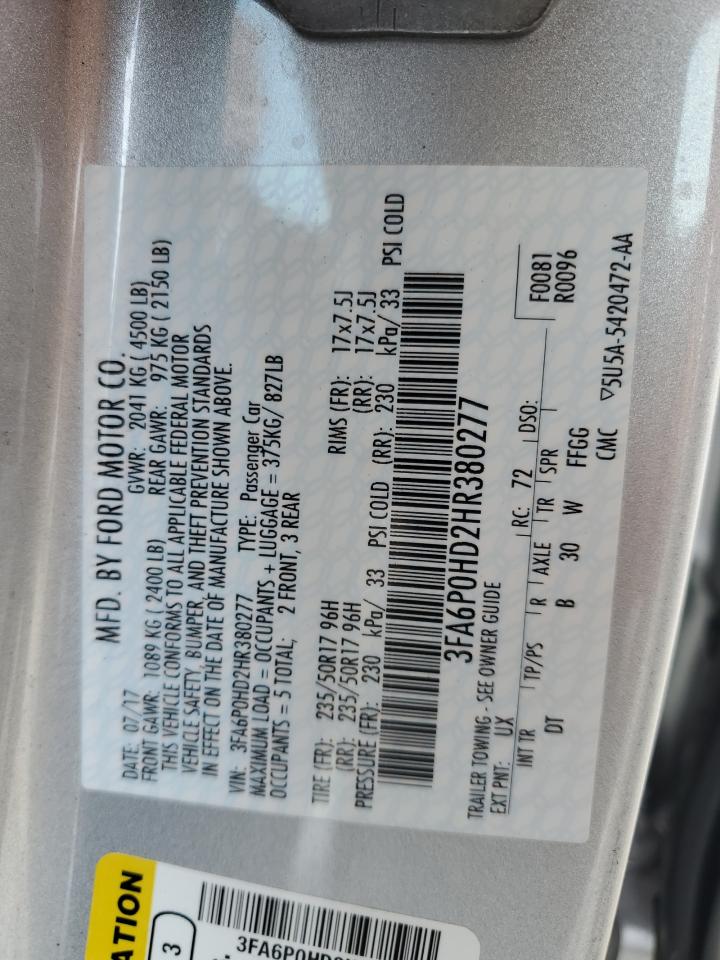 MFD. BY FORD MOTOR CO.
DATE: 07/17 GVWR: 2041 KG ( 4500 LB)
FRONT GAWR: 1089 KG ( 2400 LB) REAR GAWR: 975 KG ( 2150 LB)
THIS VEHICLE CONFORMS TO ALL APPLICABLE FEDERAL MOTOR
VEHICLE SAFETY, BUMPER, AND THEFT PREVENTION STANDARDS
IN EFFECT ON THE DATE OF MANUFACTURE SHOWN ABOVE.
VIN: 3FA6P0HD2HR380277 TYPE: Passenger Car
MAXIMUM LOAD = OCCUPANTS + LUGGAGE = 375KG/ 827LB
OCCUPANTS = 5 TOTAL; 2 FRONT, 3 REAR
TIRE (FR): 235/50R17 96H RIMS (FR): 17x7.5J
(RR): 235/50R17 96H (RR): 17x7.5J
PRESSURE (FR): 230 kPa/ 33 PSI COLD (RR): 230 kPa/ 33 PSI COLD
3FA6P0HD2HR380277
TRAILER TOWING - SEE OWNER GUIDE
EXT PNT: UX RC: 72 DSO: F0081
R0096
INT TR TP/PS R AXLE TR SPR
DT B 30 W FFGG
CMC ▽5U5A-5420472-AA
ATION
3